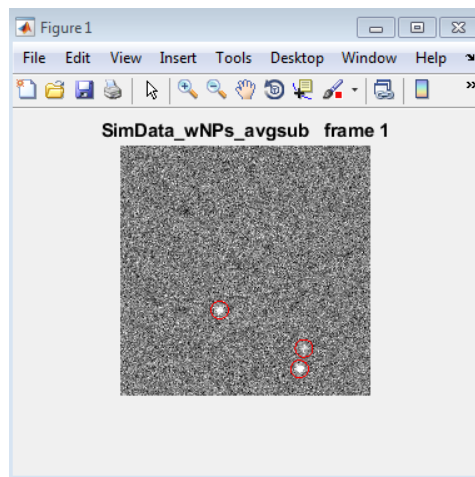 Figure 1
File Edit View Insert Tools Desktop Window Help
SimData_wNPs_avgsub frame 1